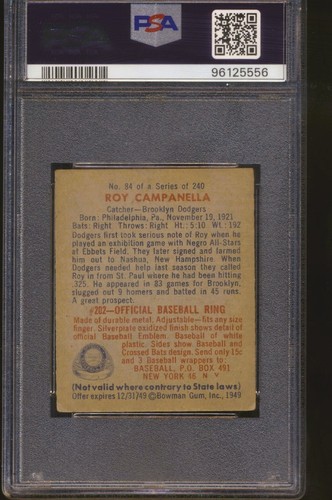 PSA
96125556
No. 84 of a Series of 240
ROY CAMPANELLA
Catcher—Brooklyn Dodgers
Born: Philadelphia, Pa., November 19, 1921
Bats: Right Throws: Right Ht.: 5:10 Wt.: 192
Dodgers first took serious note of Roy when he
played an exhibition game with Negro All-Stars
at Ebbets Field. They later signed and farmed
him out to Nashua, New Hampshire. When
Dodgers needed help last season they called
Roy in from St. Paul where he had been hitting
.325. He appeared in 83 games for Brooklyn,
slugged out 9 homers and batted in 45 runs.
A great prospect.
#202—OFFICIAL BASEBALL RING
Made of durable metal. Adjustable—fits any size
finger. Silverplate oxidized finish shows detail of
official Baseball Emblem. Baseball of white
plastic. Sides show Baseball and
Crossed Bats design. Send only 15c
and 3 Baseball wrappers to:
BASEBALL, P.O. BOX 491
NEW YORK 46 N. Y.
(Not valid where contrary to State laws)
Offer expires 12/31/49 ©Bowman Gum, Inc., 1949